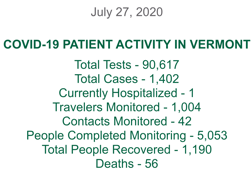 July 27, 2020
COVID-19 PATIENT ACTIVITY IN VERMONT
Total Tests - 90,617
Total Cases - 1,402
Currently Hospitalized - 1
Travelers Monitored - 1,004
Contacts Monitored - 42
People Completed Monitoring - 5,053
Total People Recovered - 1,190
Deaths - 56